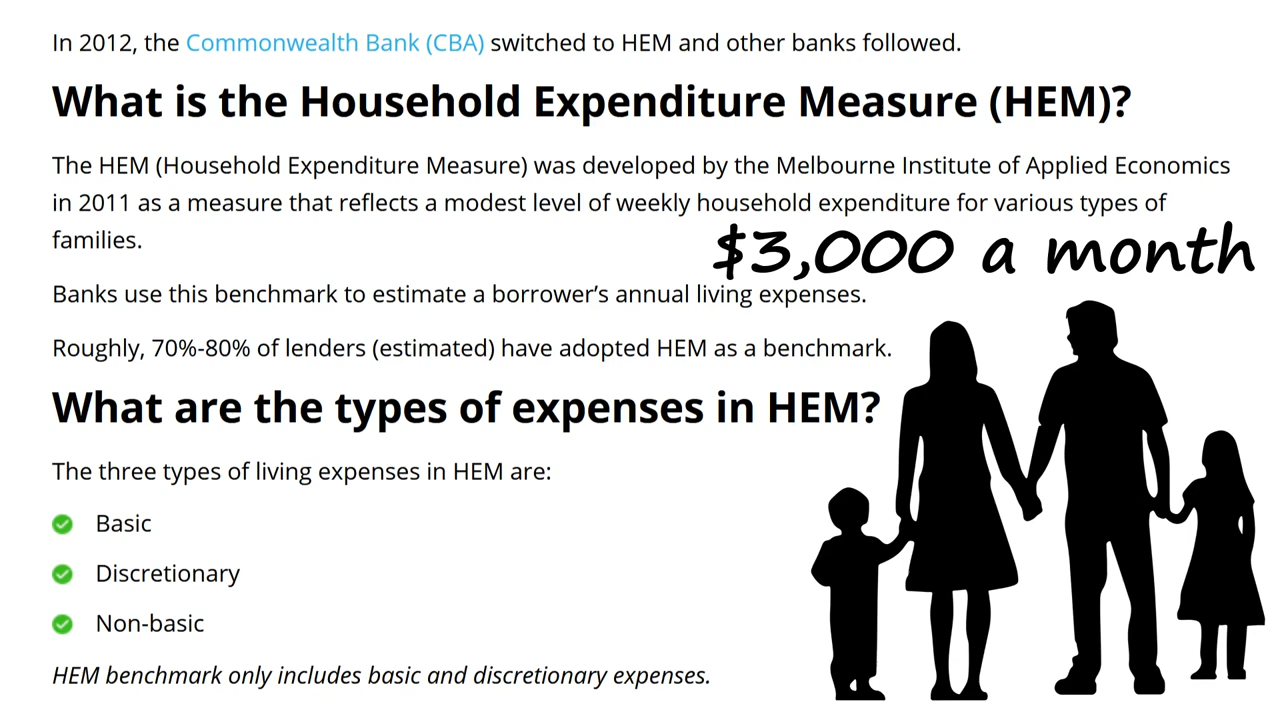 In 2012, the Commonwealth Bank (CBA) switched to HEM and other banks followed.
What is the Household Expenditure Measure (HEM)?
The HEM (Household Expenditure Measure) was developed by the Melbourne Institute of Applied Economics
in 2011 as a measure that reflects a modest level of weekly household expenditure for various types of
families.
$3,000 a month
Banks use this benchmark to estimate a borrower’s annual living expenses.
Roughly, 70%-80% of lenders (estimated) have adopted HEM as a benchmark.
What are the types of expenses in HEM?
The three types of living expenses in HEM are:
Basic
Discretionary
Non-basic
HEM benchmark only includes basic and discretionary expenses.